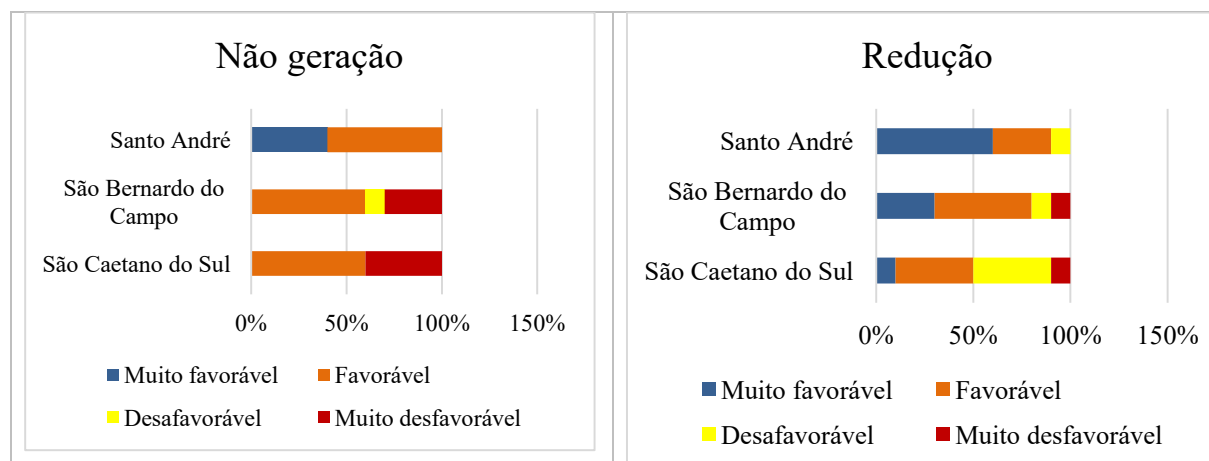 Não geração
Santo André
São Bernardo do
Campo
São Caetano do Sul
0% 50% 100% 150%
Muito favorável Favorável
Desafavorável Muito desfavorável
Redução
Santo André
São Bernardo do
Campo
São Caetano do Sul
0% 50% 100% 150%
Muito favorável Favorável
Desafavorável Muito desfavorável